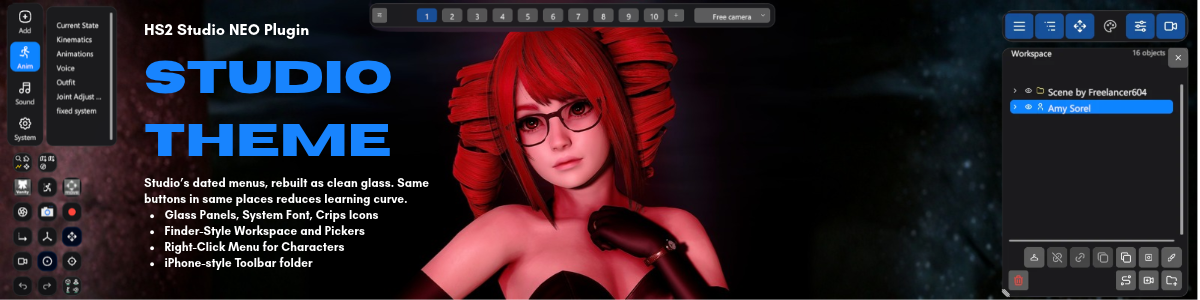 Add
Anim
Sound
System
Current State
Kinematics
Animations
Voice
Outfit
Joint Adjust ...
fixed system
HS2 Studio NEO Plugin
STUDIO
THEME
Studio's dated menus, rebuilt as clean glass. Same
buttons in same places reduces learning curve.
• Glass Panels, System Font, Crips Icons
• Finder-Style Workspace and Pickers
• Right-Click Menu for Characters
• iPhone-style Toolbar folder
1 2 3 4 5 6 7 8 9 10 + Free camera
Workspace 16 objects
Scene by Freelancer604
Amy Sorel